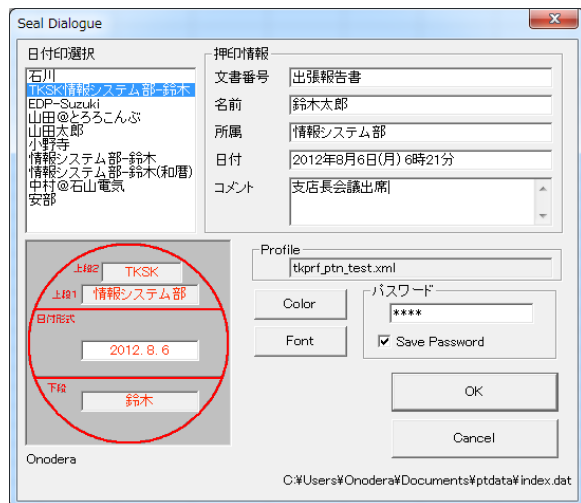 Seal Dialogue
日付印選択
石川
TKSK情報システム部-鈴木
EDP-Suzuki
山田@とろろこんぶ
山田太郎
小野寺
情報システム部-鈴木
情報システム部-鈴木(和暦)
中村@石山電気
安部
押印情報
文書番号 出張報告書
名前 鈴木太郎
所属 情報システム部
日付 2012年8月6日(月) 6時21分
コメント 支店長会議出席
上段2 TKSK
上段1 情報システム部
日付形式
2012. 8. 6
下段
鈴木
Onodera
Profile
tkprf_ptn_test.xml
Color
Font
パスワード
****
Save Password
OK
Cancel
C:¥Users¥Onodera¥Documents¥ptdata¥index.dat